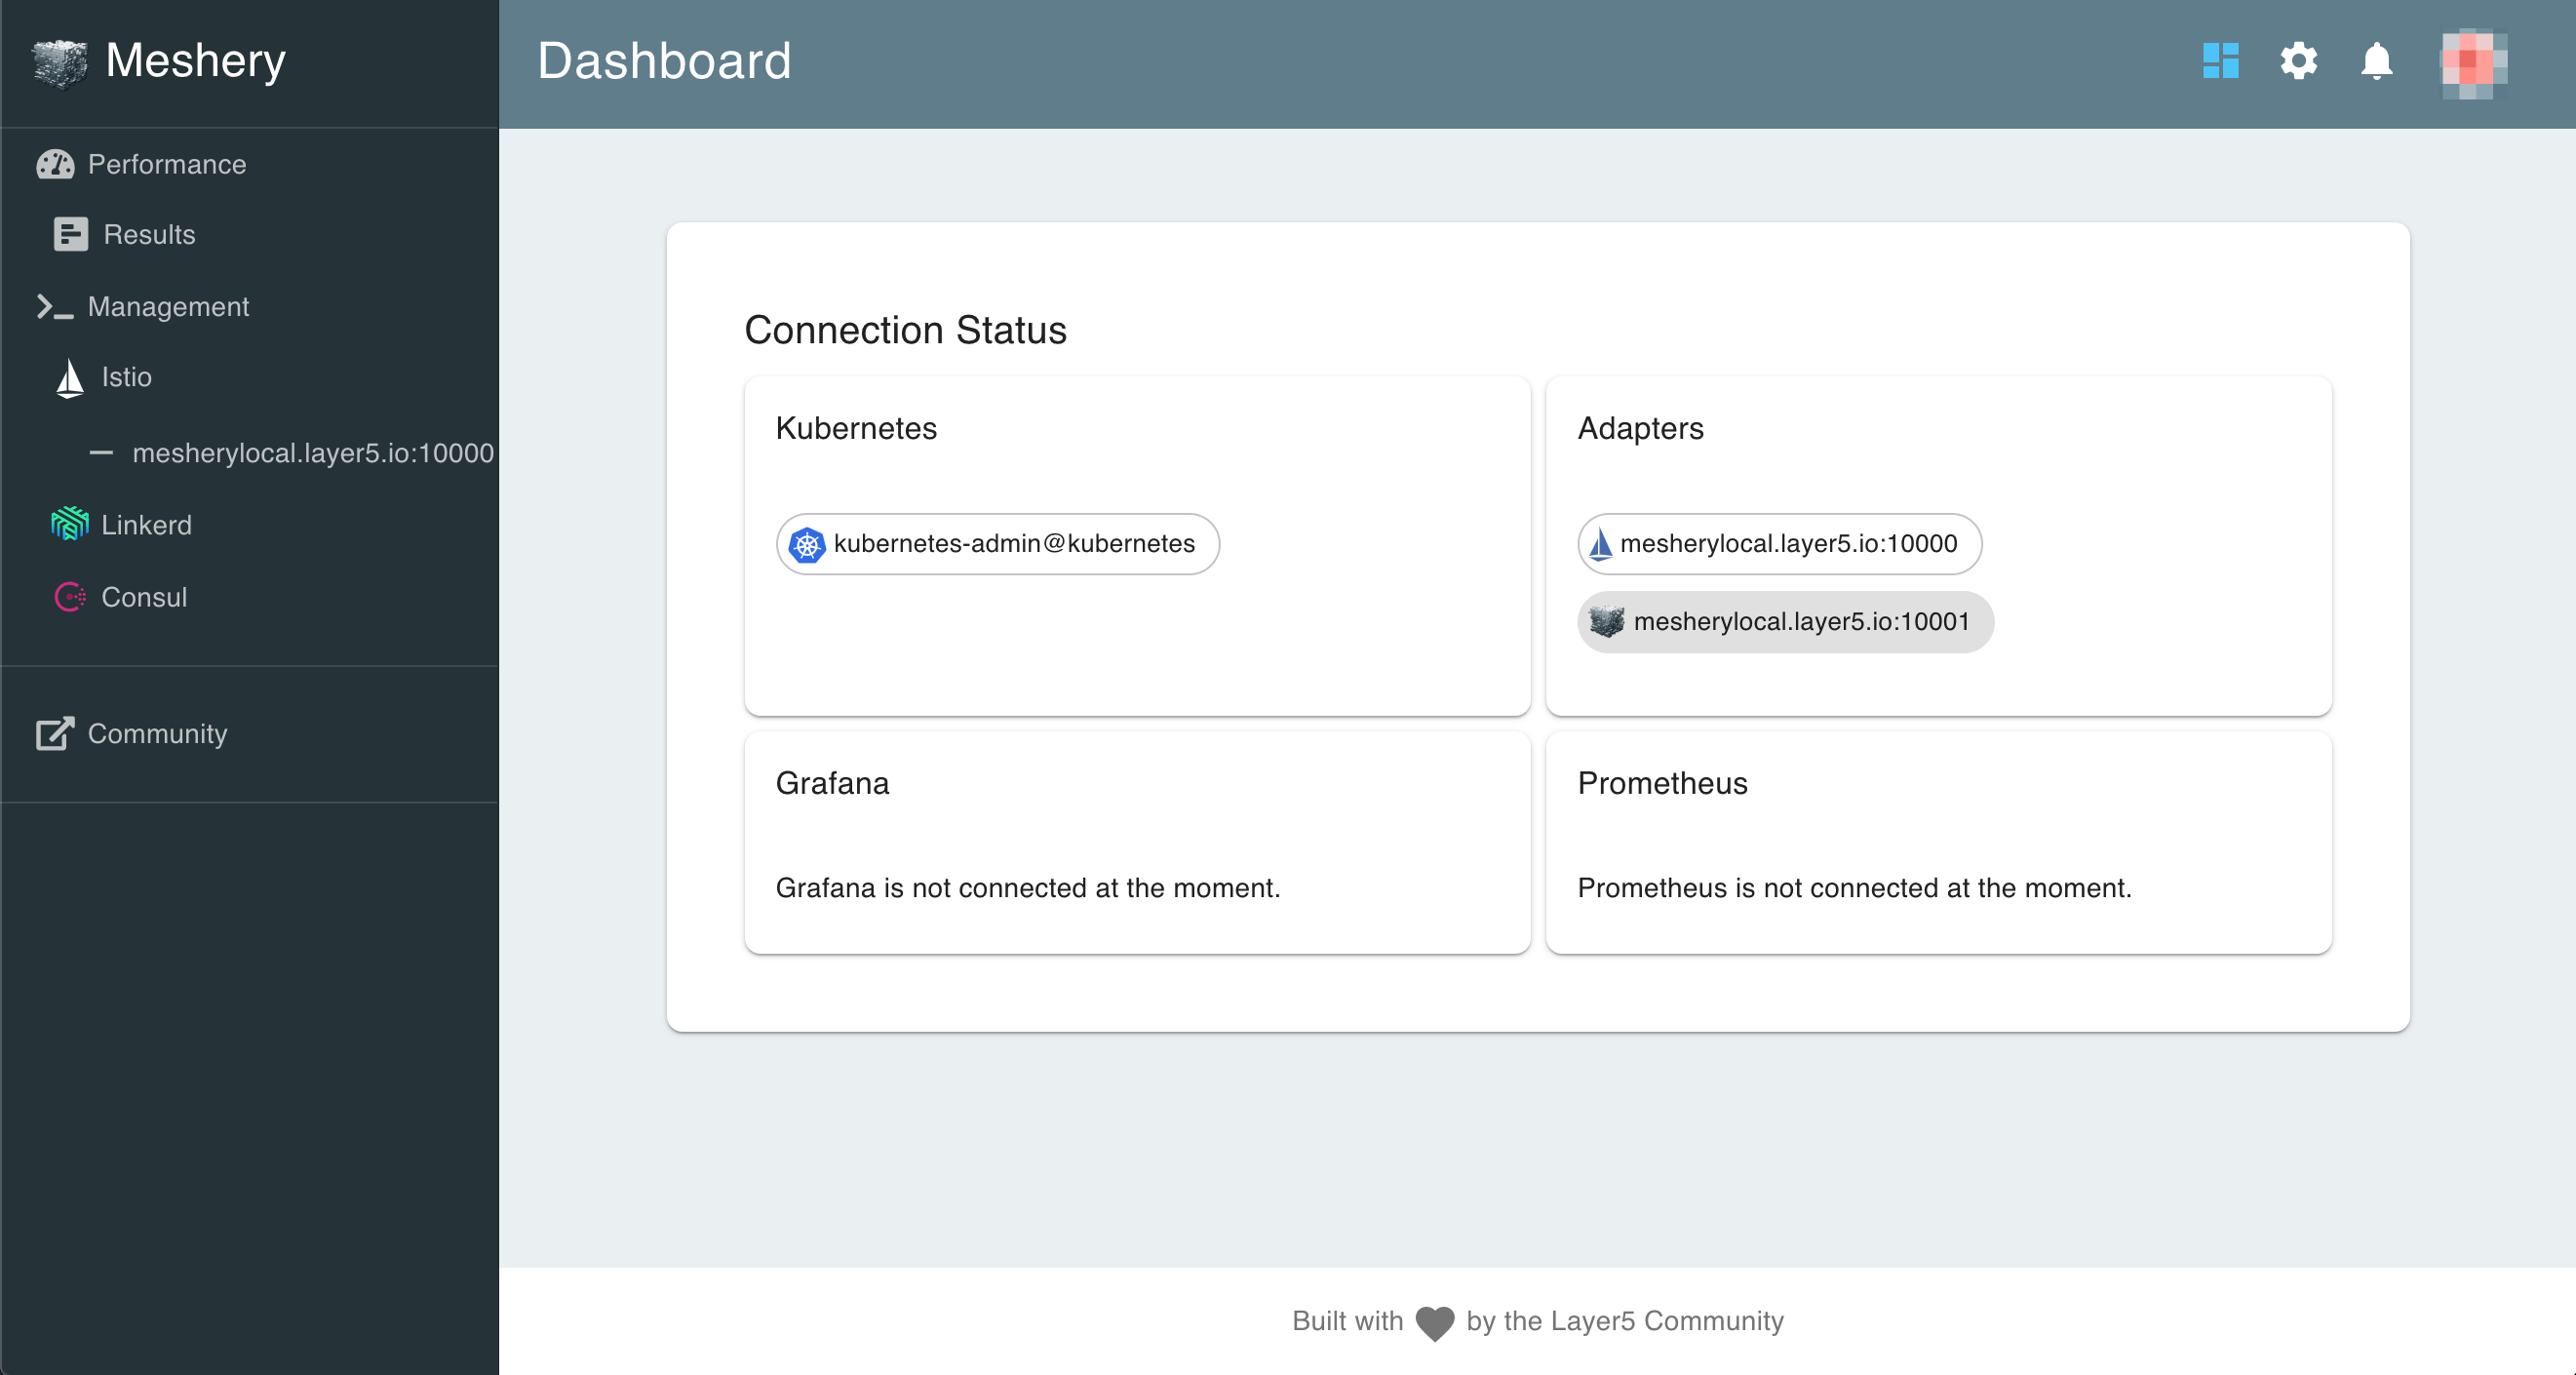 Meshery
Dashboard
Performance
Results
Management
Istio
mesherylocal.layer5.io:10000
Linkerd
Consul
Community
Connection Status
Kubernetes
kubernetes-admin@kubernetes
Adapters
mesherylocal.layer5.io:10000
mesherylocal.layer5.io:10001
Grafana
Grafana is not connected at the moment.
Prometheus
Prometheus is not connected at the moment.
Built with by the Layer5 Community